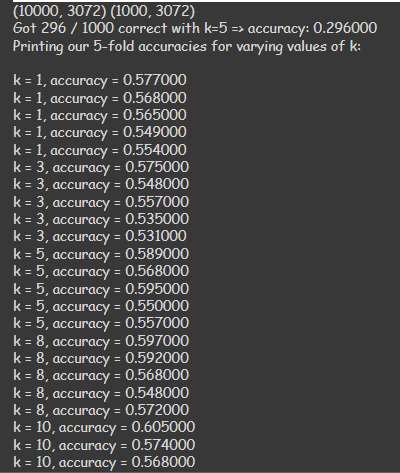 (10000, 3072) (1000, 3072)
Got 296 / 1000 correct with k=5 => accuracy: 0.296000
Printing our 5-fold accuracies for varying values of k:
k = 1, accuracy = 0.577000
k = 1, accuracy = 0.568000
k = 1, accuracy = 0.565000
k = 1, accuracy = 0.549000
k = 1, accuracy = 0.554000
k = 3, accuracy = 0.575000
k = 3, accuracy = 0.548000
k = 3, accuracy = 0.557000
k = 3, accuracy = 0.535000
k = 3, accuracy = 0.531000
k = 5, accuracy = 0.589000
k = 5, accuracy = 0.568000
k = 5, accuracy = 0.595000
k = 5, accuracy = 0.550000
k = 5, accuracy = 0.557000
k = 8, accuracy = 0.597000
k = 8, accuracy = 0.592000
k = 8, accuracy = 0.568000
k = 8, accuracy = 0.548000
k = 8, accuracy = 0.572000
k = 10, accuracy = 0.605000
k = 10, accuracy = 0.574000
k = 10, accuracy = 0.568000